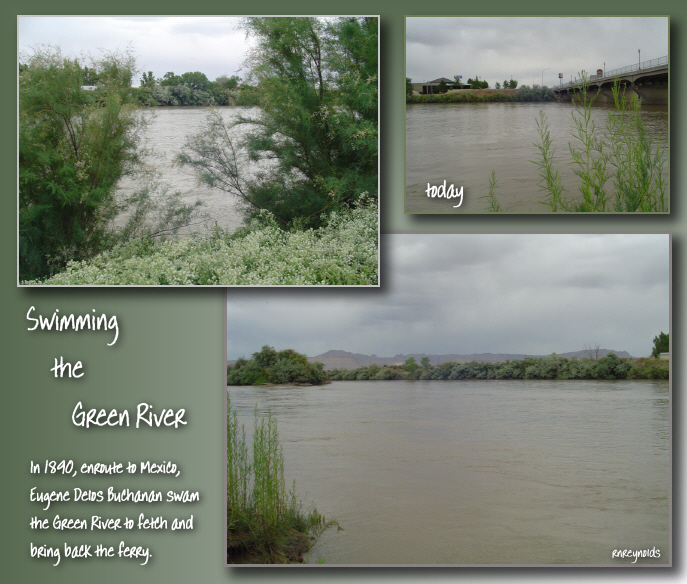 today
Swimming
the
Green River
In 1890, enroute to Mexico,
Eugene Delos Buchanan swam
the Green River to fetch and
bring back the ferry.
rnreynolds